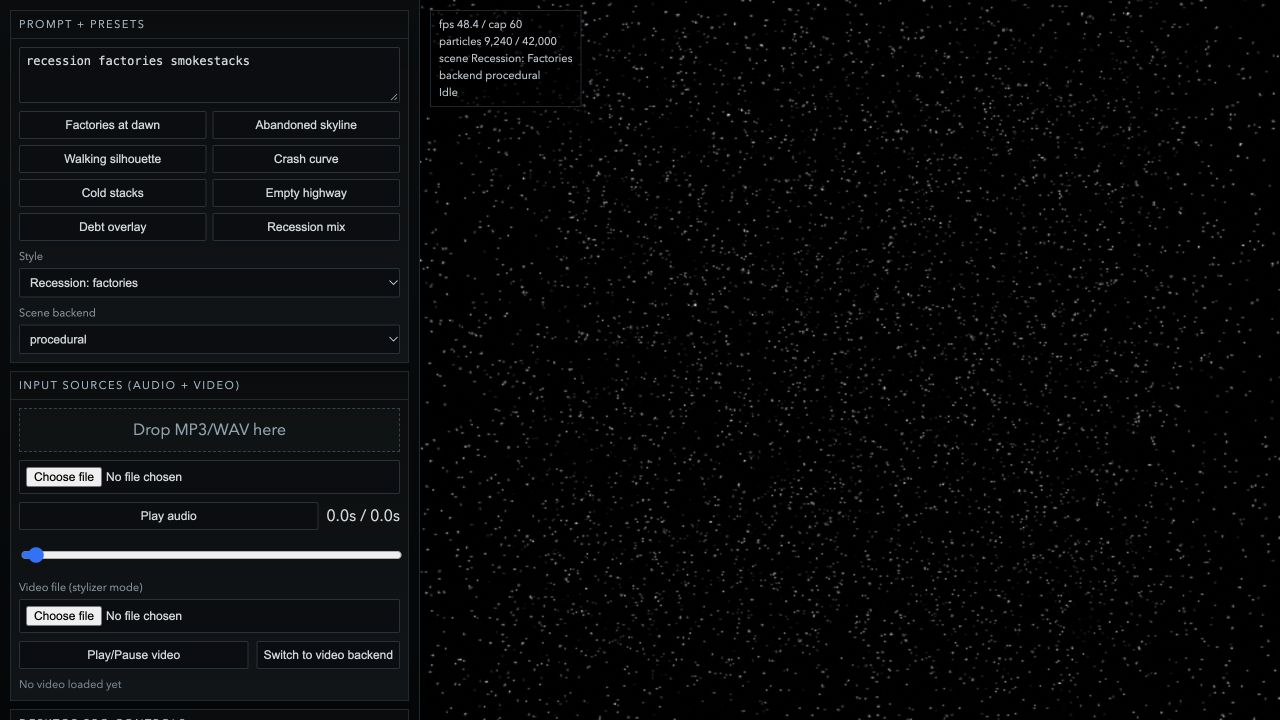 PROMPT + PRESETS
recession factories smokestacks
Factories at dawn
Abandoned skyline
Walking silhouette
Crash curve
Cold stacks
Empty highway
Debt overlay
Recession mix
Style
Recession: factories
Scene backend
procedural
INPUT SOURCES (AUDIO + VIDEO)
Drop MP3/WAV here
Choose file No file chosen
Play audio
0.0s / 0.0s
Video file (stylizer mode)
Choose file No file chosen
Play/Pause video
Switch to video backend
No video loaded yet
fps 48.4 / cap 60
particles 9,240 / 42,000
scene Recession: Factories
backend procedural
Idle